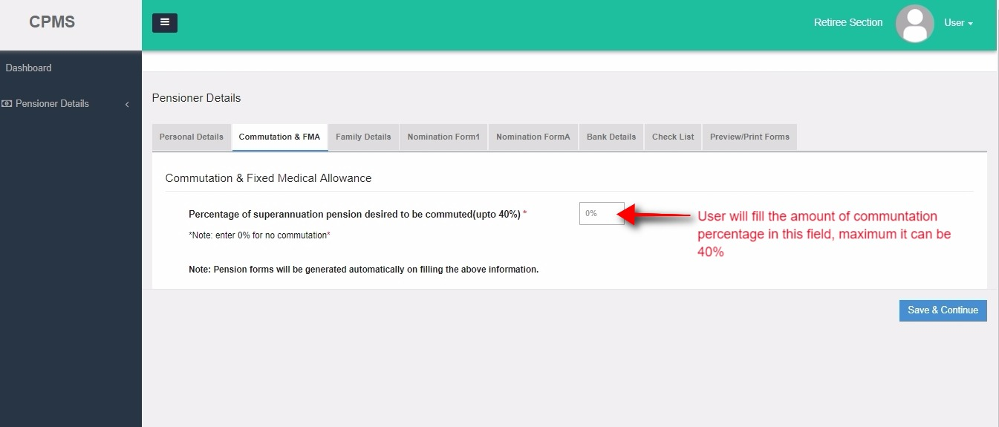 CPMS
Retiree Section
User
Dashboard
Pensioner Details
Pensioner Details
Personal Details
Commutation & FMA
Family Details
Nomination Form1
Nomination FormA
Bank Details
Check List
Preview/Print Forms
Commutation & Fixed Medical Allowance
Percentage of superannuation pension desired to be commuted(upto 40%) *
0%
*Note: enter 0% for no commutation*
User will fill the amount of communtation
percentage in this field, maximum it can be
40%
Note: Pension forms will be generated automatically on filling the above information.
Save & Continue